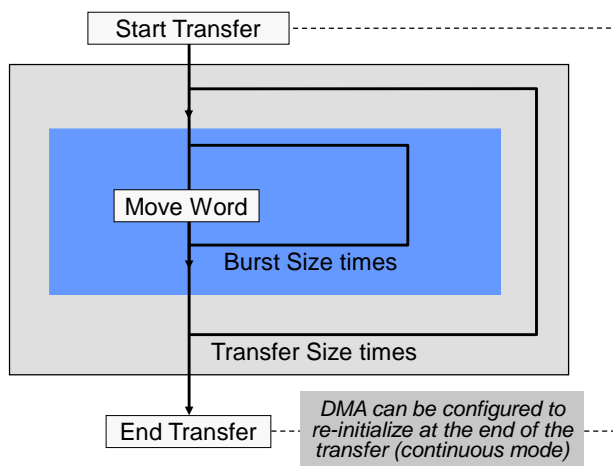 Start Transfer
Move Word
Burst Size times
Transfer Size times
End Transfer
DMA can be configured to
re-initialize at the end of the
transfer (continuous mode)